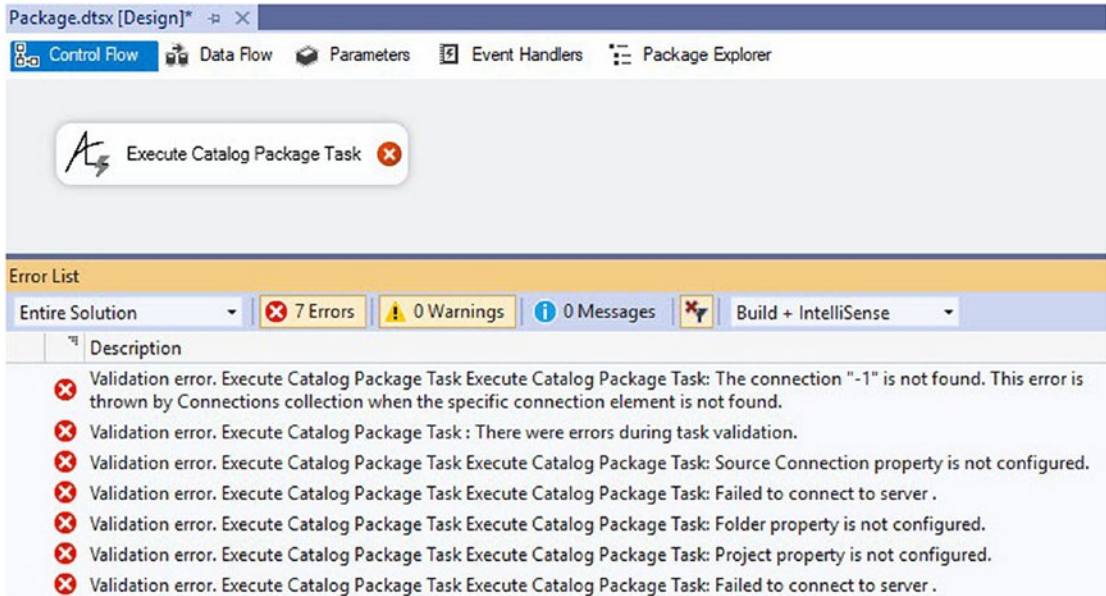 Package.dtsx [Design]*
Control Flow Data Flow Parameters Event Handlers Package Explorer
Execute Catalog Package Task
Error List
Entire Solution 7 Errors 0 Warnings 0 Messages Build + IntelliSense
Description
Validation error. Execute Catalog Package Task Execute Catalog Package Task: The connection "-1" is not found. This error is
thrown by Connections collection when the specific connection element is not found.
Validation error. Execute Catalog Package Task : There were errors during task validation.
Validation error. Execute Catalog Package Task Execute Catalog Package Task: Source Connection property is not configured.
Validation error. Execute Catalog Package Task Execute Catalog Package Task: Failed to connect to server .
Validation error. Execute Catalog Package Task Execute Catalog Package Task: Folder property is not configured.
Validation error. Execute Catalog Package Task Execute Catalog Package Task: Project property is not configured.
Validation error. Execute Catalog Package Task Execute Catalog Package Task: Failed to connect to server .